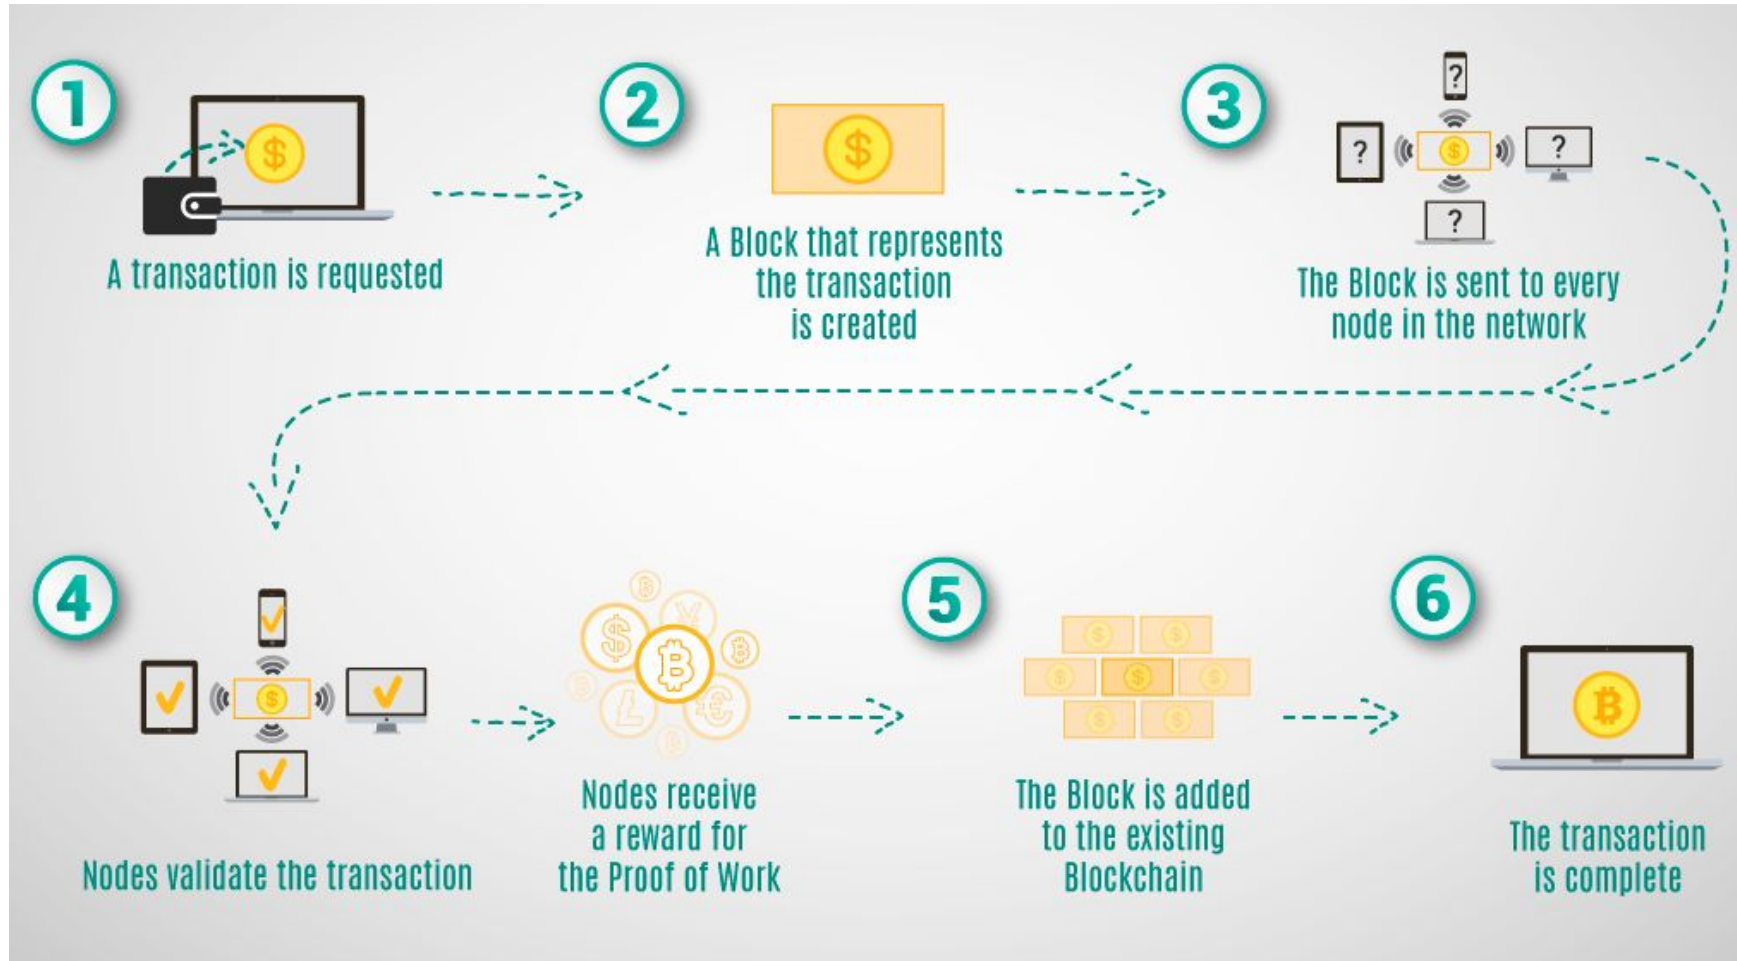 1
A transaction is requested
2
A Block that represents
the transaction
is created
3
The Block is sent to every
node in the network
4
Nodes validate the transaction
Nodes receive
a reward for
the Proof of Work
5
The Block is added
to the existing
Blockchain
6
The transaction
is complete